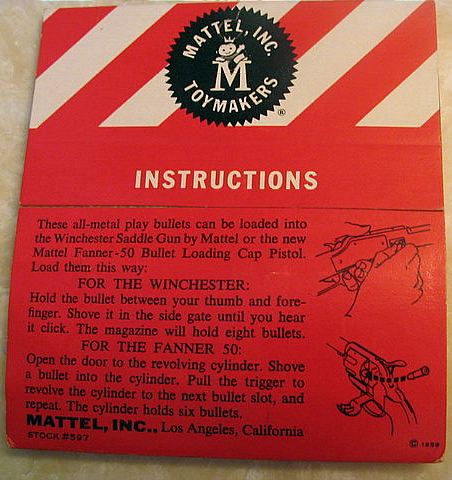 MATTEL, INC.
M
TOYMAKERS
®
INSTRUCTIONS
These all-metal play bullets can be loaded into
the Winchester Saddle Gun by Mattel or the new
Mattel Fanner-50 Bullet Loading Cap Pistol.
Load them this way:
FOR THE WINCHESTER:
Hold the bullet between your thumb and fore-
finger. Shove it in the side gate until you hear
it click. The magazine will hold eight bullets.
FOR THE FANNER 50:
Open the door to the revolving cylinder. Shove
a bullet into the cylinder. Pull the trigger to
revolve the cylinder to the next bullet slot, and
repeat. The cylinder holds six bullets.
MATTEL, INC., Los Angeles, California
STOCK #597
©